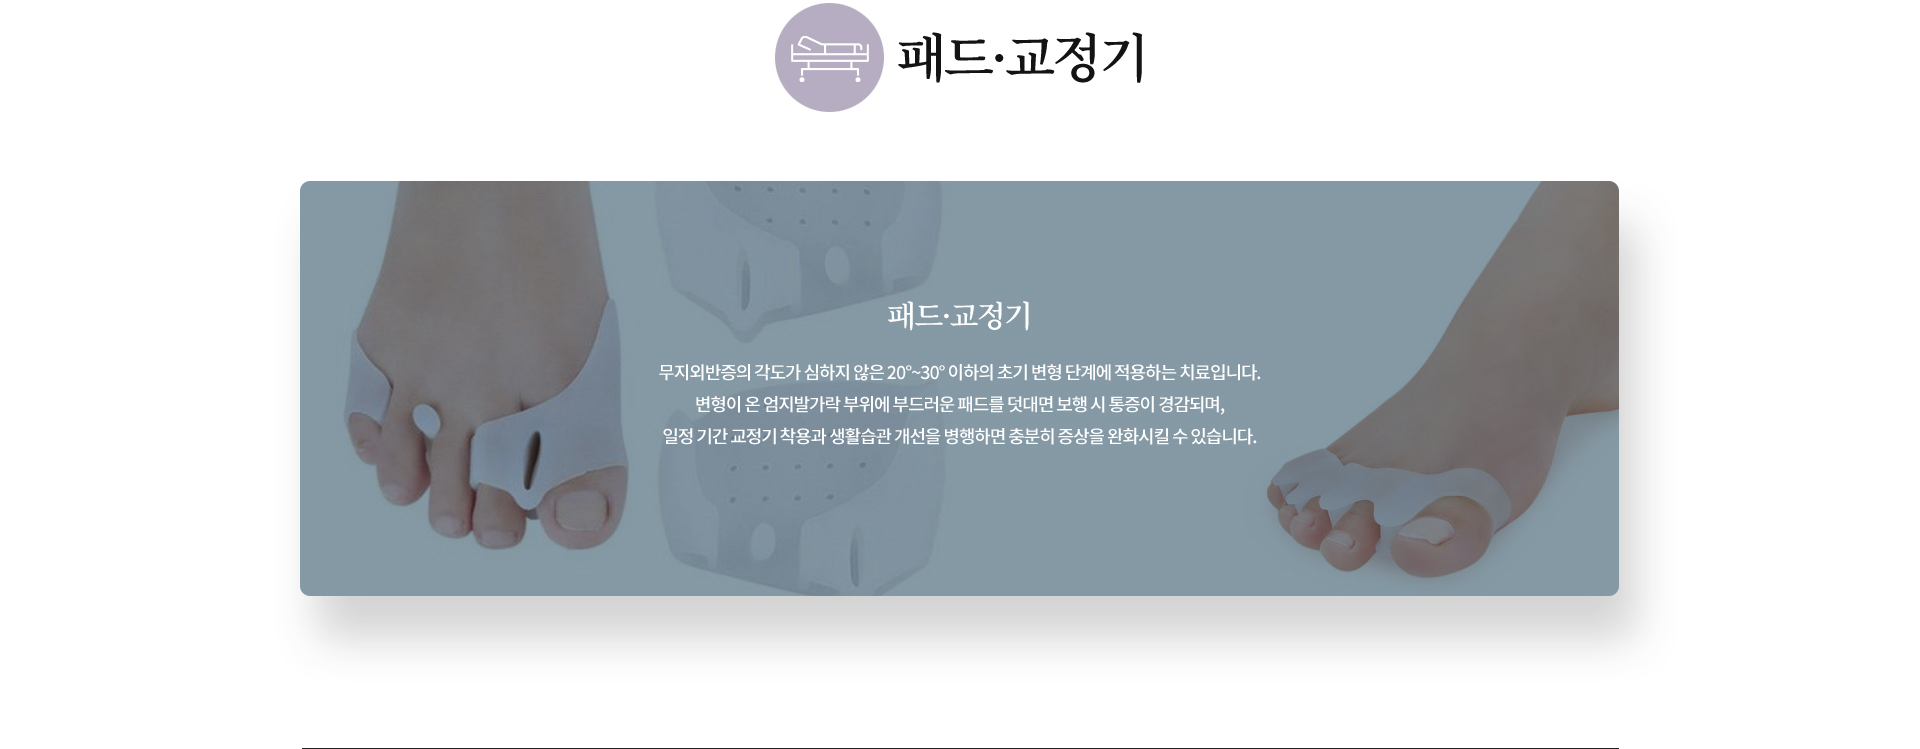 패드·교정기
패드·교정기
무지외반증의 각도가 심하지 않은 20°~30° 이하의 초기 변형 단계에 적용하는 치료입니다.
변형이 온 엄지발가락 부위에 부드러운 패드를 덧대면 보행 시 통증이 경감되며,
일정 기간 교정기 착용과 생활습관 개선을 병행하면 충분히 증상을 완화시킬 수 있습니다.